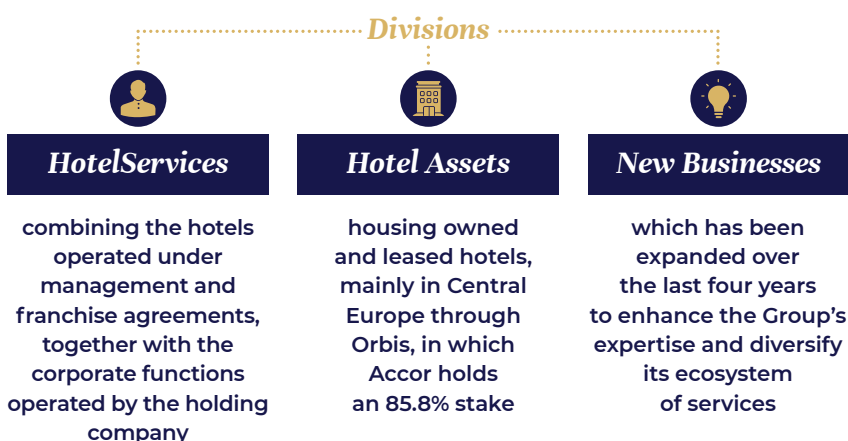 Divisions
HotelServices
combining the hotels
operated under
management and
franchise agreements,
together with the
corporate functions
operated by the holding
company
Hotel Assets
housing owned
and leased hotels,
mainly in Central
Europe through
Orbis, in which
Accor holds
an 85.8% stake
New Businesses
which has been
expanded over
the last four years
to enhance the Group’s
expertise and diversify
its ecosystem
of services